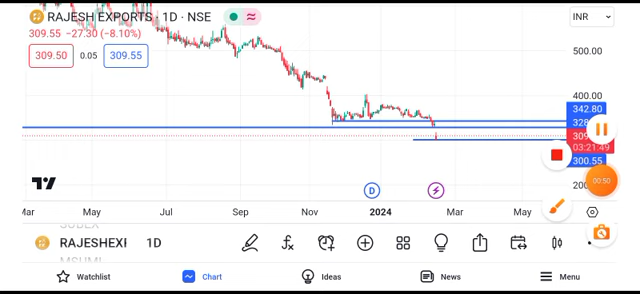 RAJESH EXPORTS · 1D · NSE
INR
309.55 −27.30 (−8.10%)
309.50 0.05 309.55
500.00
400.00
342.80
328
309
03:21:49
300.55
00:50
D
Mar May Jul Sep Nov 2024 Mar May
RAJESHEXI 1D
Watchlist Chart Ideas News Menu